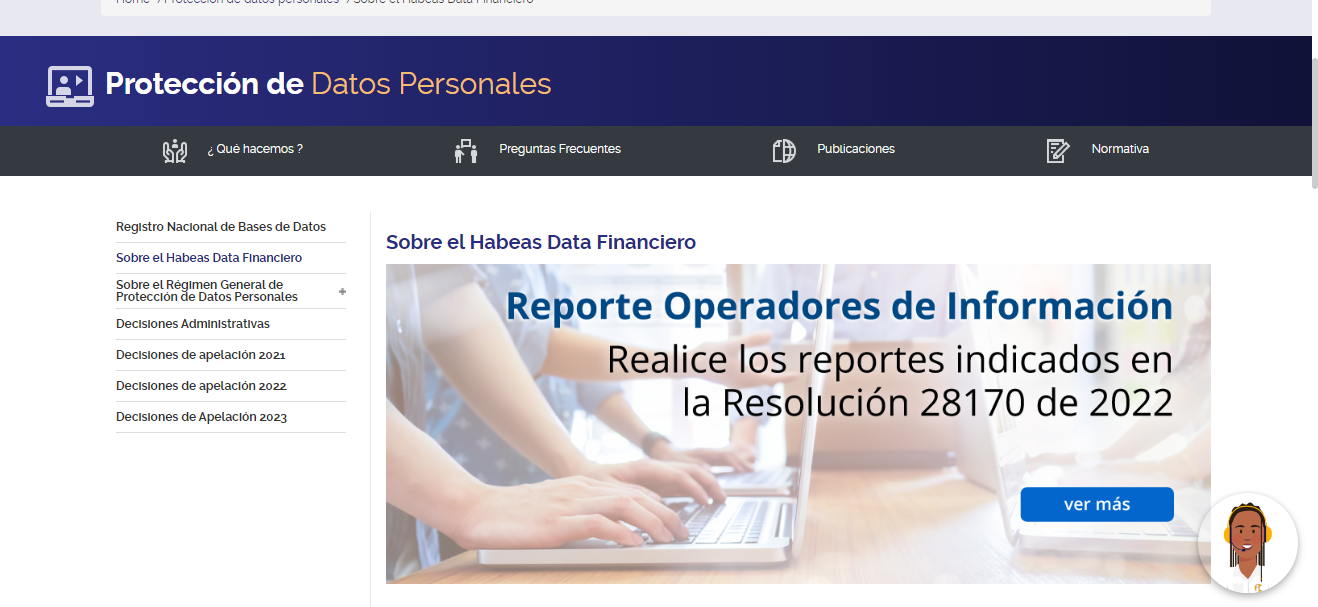 Home > Protección de datos personales > Sobre el Habeas Data Financiero
Protección de Datos Personales
¿ Qué hacemos ?
Preguntas Frecuentes
Publicaciones
Normativa
Registro Nacional de Bases de Datos
Sobre el Habeas Data Financiero
Sobre el Régimen General de
Protección de Datos Personales
Decisiones Administrativas
Decisiones de apelación 2021
Decisiones de apelación 2022
Decisiones de Apelación 2023
Sobre el Habeas Data Financiero
Reporte Operadores de Información
Realice los reportes indicados en
la Resolución 28170 de 2022
ver más